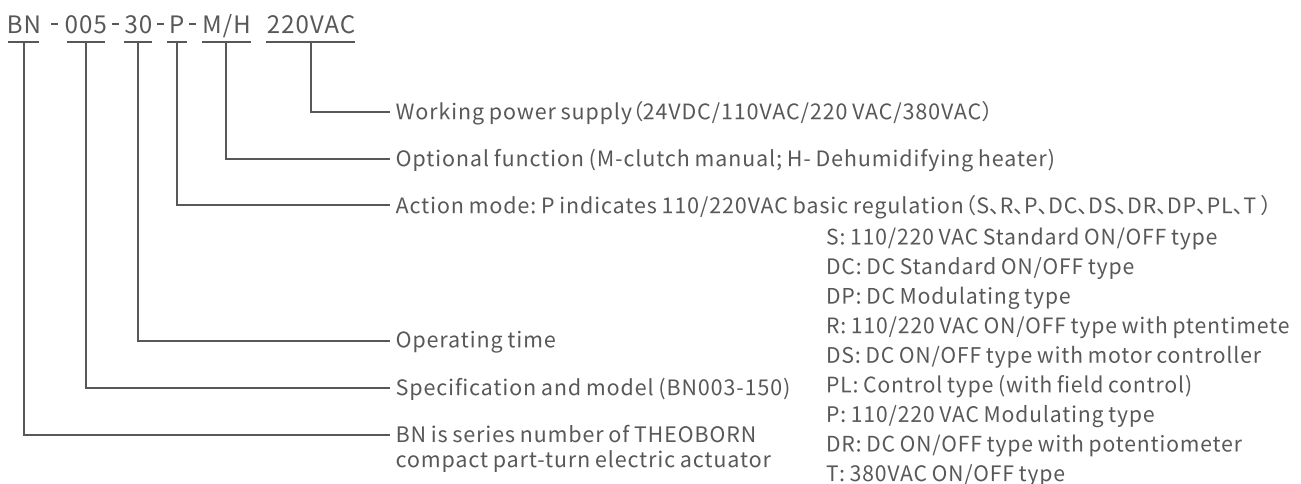 BN - 005 - 30 - P - M/H 220VAC
Working power supply (24VDC/110VAC/220 VAC/380VAC)
Optional function (M-clutch manual; H- Dehumidifying heater)
Action mode: P indicates 110/220VAC basic regulation (S、R、P、DC、DS、DR、DP、PL、T)
S: 110/220 VAC Standard ON/OFF type
DC: DC Standard ON/OFF type
DP: DC Modulating type
R: 110/220 VAC ON/OFF type with ptentimete
Operating time
DS: DC ON/OFF type with motor controller
Specification and model (BN003-150)
PL: Control type (with field control)
P: 110/220 VAC Modulating type
BN is series number of THEOBORN
compact part-turn electric actuator
DR: DC ON/OFF type with potentiometer
T: 380VAC ON/OFF type